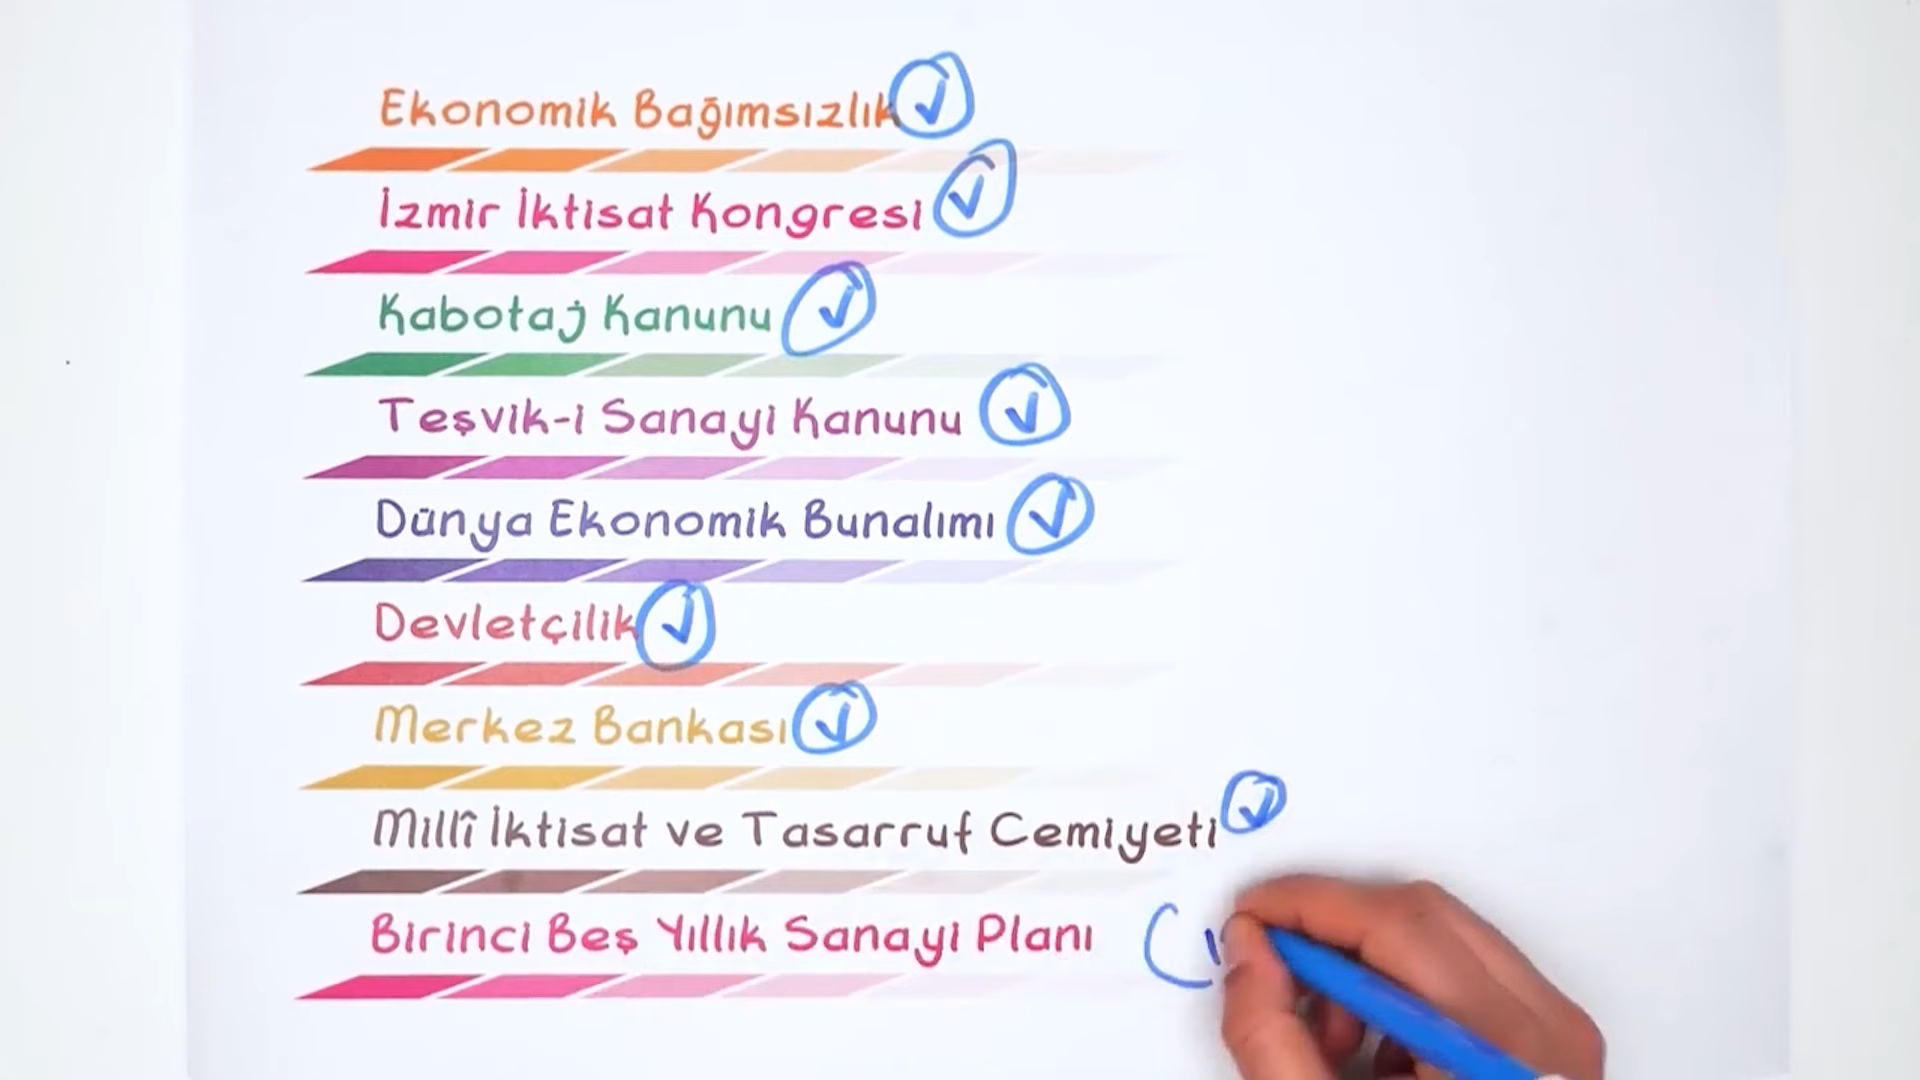 Ekonomik Bağımsızlık
İzmir İktisat Kongresi
Kabotaj Kanunu
Teşvik-i Sanayi Kanunu
Dünya Ekonomik Bunalımı
Devletçilik
Merkez Bankası
Millî İktisat ve Tasarruf Cemiyeti
Birinci Beş Yıllık Sanayi Planı